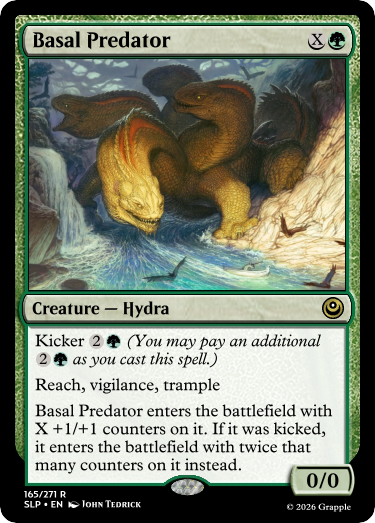 Basal Predator X
Creature — Hydra
Kicker 2 (You may pay an additional
2 as you cast this spell.)
Reach, vigilance, trample
Basal Predator enters the battlefield with
X +1/+1 counters on it. If it was kicked,
it enters the battlefield with twice that
many counters on it instead.
0/0
165/271 R
SLP • EN John Tedrick
© 2026 Grapple